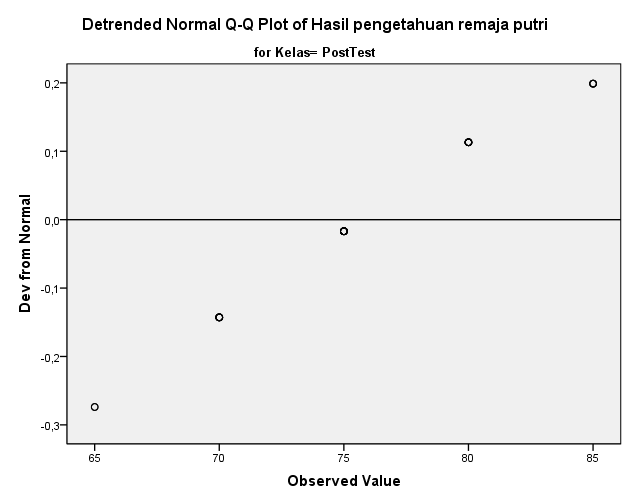 Detrended Normal Q-Q Plot of Hasil pengetahuan remaja putri
for Kelas= PostTest
Dev from Normal
0,2
0,1
0,0
-0,1
-0,2
-0,3
65 70 75 80 85
Observed Value